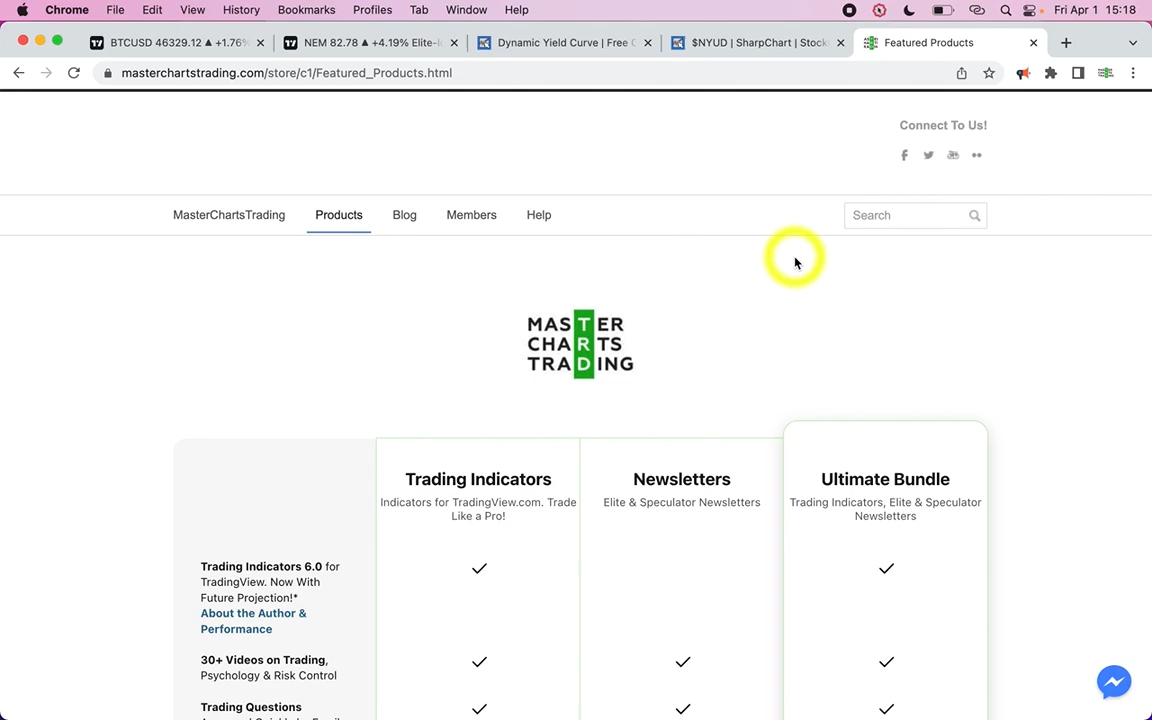 Chrome File Edit View History Bookmarks Profiles Tab Window Help Fri Apr 1 15:18
BTCUSD 46329.12 ▲ +1.76% NEM 82.78 ▲ +4.19% Elite-l Dynamic Yield Curve | Free C $NYUD | SharpChart | Stock Featured Products
masterchartstrading.com/store/c1/Featured_Products.html
Connect To Us!
MasterChartsTrading Products Blog Members Help Search
MASTER
CHARTS
TRADING
Trading Indicators Newsletters Ultimate Bundle
Indicators for TradingView.com. Trade Elite & Speculator Newsletters Trading Indicators, Elite & Speculator
Like a Pro! Newsletters
Trading Indicators 6.0 for
TradingView. Now With
Future Projection!*
About the Author &
Performance
30+ Videos on Trading,
Psychology & Risk Control
Trading Questions